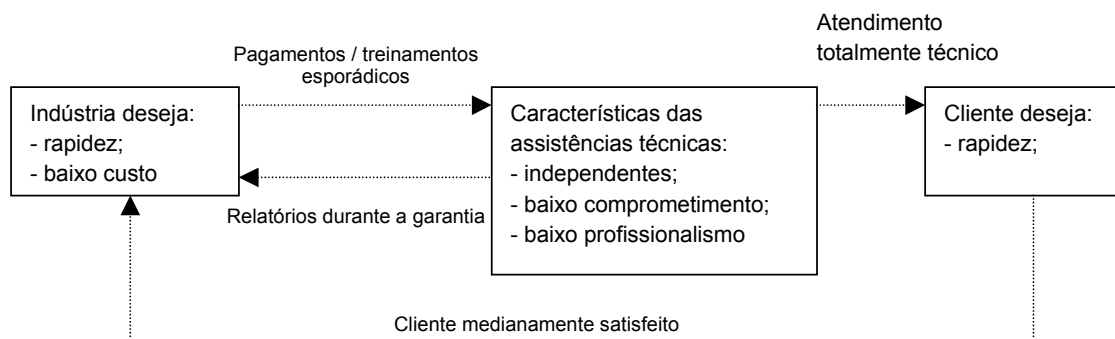 Atendimento
totalmente técnico
Pagamentos / treinamentos
esporádicos
Indústria deseja:
- rapidez;
- baixo custo
Características das
assistências técnicas:
- independentes;
- baixo comprometimento;
- baixo profissionalismo
Cliente deseja:
- rapidez;
Relatórios durante a garantia
Cliente medianamente satisfeito